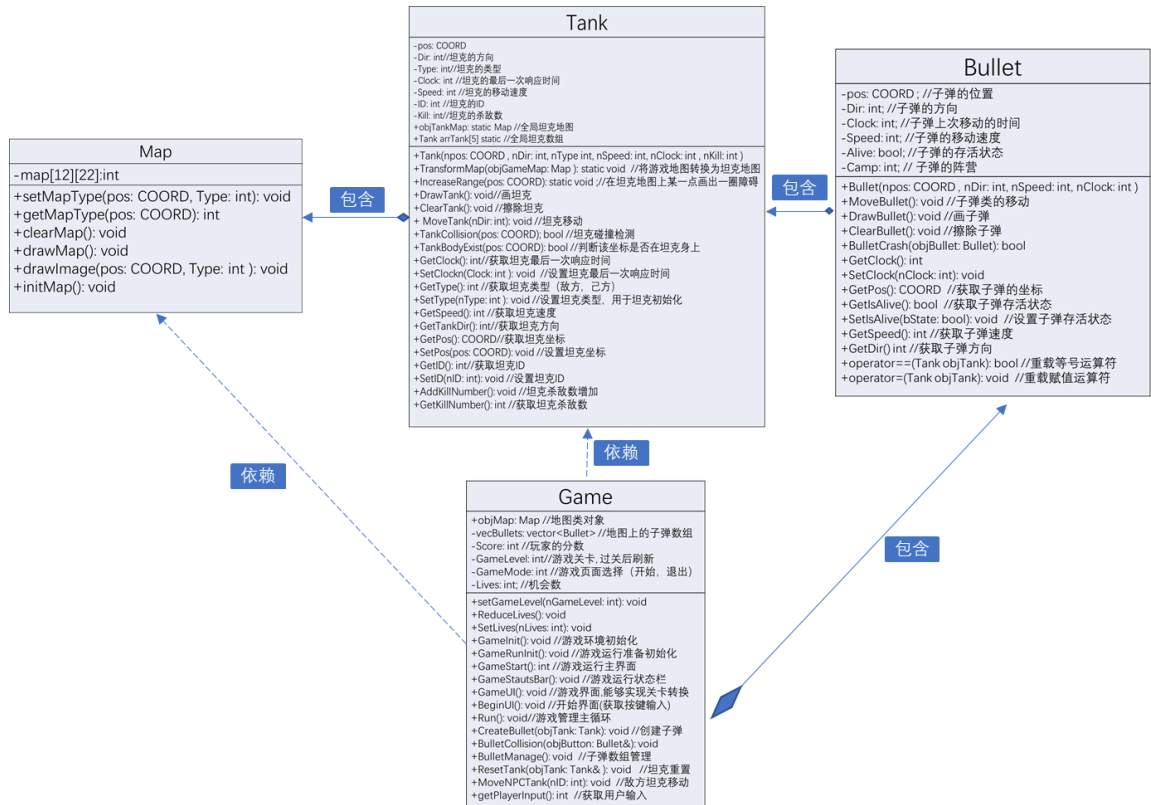 Tank
-pos: COORD
-Dir: int//坦克的方向
-Type: int//坦克的类型
-Clock: int //坦克的最后一次响应时间
-Speed: int //坦克的移动速度
-ID: int //坦克的ID
-Kill: int//坦克的杀敌数
+objTankMap: static Map //全局坦克地图
+Tank arrTank[5] static //全局坦克数组
+Tank(npos: COORD , nDir: int, nType int, nSpeed: int, nClock: int , nKill: int )
+TransformMap(objGameMap: Map ): static void //将游戏地图转换为坦克地图
+IncreaseRange(pos: COORD): static void ;//在坦克地图上某一点画出一圈障碍
+DrawTank(): void//画坦克
+ClearTank(): void//擦除坦克
+ MoveTank(nDir: int): void //坦克移动
+TankCollision(pos: COORD); bool //坦克碰撞检测
+TankBodyExist(pos: COORD): bool //判断该坐标是否在坦克身上
+GetClock(): int//获取坦克最后一次响应时间
+SetClockn(Clock: int ): void //设置坦克最后一次响应时间
+GetType(): int //获取坦克类型（敌方，己方）
+SetType(nType: int ): void //设置坦克类型，用于坦克初始化
+GetSpeed(): int //获取坦克速度
+GetTankDir(): int//获取坦克方向
+GetPos(): COORD//获取坦克坐标
+SetPos(pos: COORD): void //设置坦克坐标
+GetID(): int//获取坦克ID
+SetID(nID: int): void //设置坦克ID
+AddKillNumber(): void //坦克杀敌数增加
+GetKillNumber(): int //获取坦克杀敌数
Bullet
-pos: COORD ; //子弹的位置
-Dir: int; //子弹的方向
-Clock: int; //子弹上次移动的时间
-Speed: int; //子弹的移动速度
-Alive: bool; //子弹的存活状态
-Camp: int; // 子弹的阵营
+Bullet(npos: COORD , nDir: int, nSpeed: int, nClock: int )
+MoveBullet(): void //子弹类的移动
+DrawBullet(): void //画子弹
+ClearBullet(): void //擦除子弹
+BulletCrash(objBullet: Bullet): bool
+GetClock(): int
+SetClock(nClock: int): void
+GetPos(): COORD //获取子弹的坐标
+GetIsAlive(): bool //获取子弹存活状态
+SetIsAlive(bState: bool): void //设置子弹存活状态
+GetSpeed(): int //获取子弹速度
+GetDir() int //获取子弹方向
+operator==(Tank objTank): bool //重载等号运算符
+operator=(Tank objTank): void //重载赋值运算符
Map
-map[12][22]:int
+setMapType(pos: COORD, Type: int): void
+getMapType(pos: COORD): int
+clearMap(): void
+drawMap(): void
+drawImage(pos: COORD, Type: int ): void
+initMap(): void
包含
包含
依赖
依赖
包含
Game
+objMap: Map //地图类对象
-vecBullets: vector<Bullet> //地图上的子弹数组
-Score: int //玩家的分数
-GameLevel: int//游戏关卡, 过关后刷新
-GameMode: int //游戏页面选择（开始，退出）
-Lives: int; //机会数
+setGameLevel(nGameLevel: int): void
+ReduceLives(): void
+SetLives(nLives: int): void
+GameInit(): void //游戏环境初始化
+GameRunInit(): void //游戏运行准备初始化
+GameStart(): int //游戏运行主界面
+GameStautsBar(): void //游戏运行状态栏
+GameUI(): void //游戏界面,能够实现关卡转换
+BeginUI(): void //开始界面(获取按键输入)
+Run(): void//游戏管理主循环
+CreateBullet(objTank: Tank): void //创建子弹
+BulletCollision(objButton: Bullet&): void
+BulletManage(): void //子弹数组管理
+ResetTank(objTank: Tank& ): void //坦克重置
+MoveNPCTank(nID: int): void //敌方坦克移动
+getPlayerInput(): int //获取用户输入